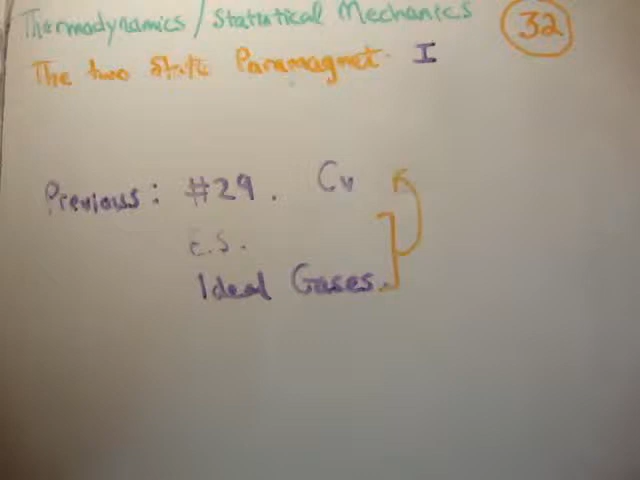 Thermodynamics / Statistical Mechanics
32
The two state Paramagnet I
Previous: #29. Cv
E.S.
Ideal Gases.